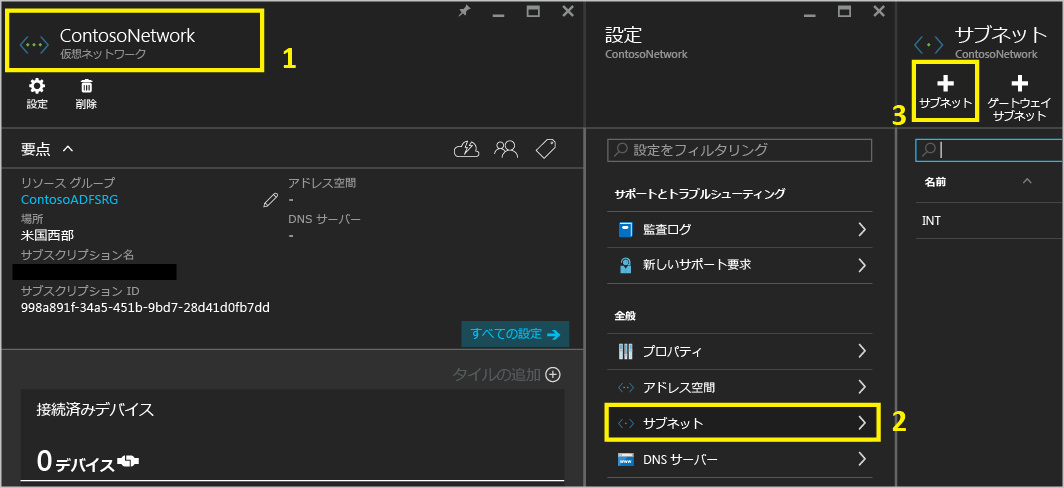 ContosoNetwork
仮想ネットワーク
1
設定
削除
要点
リソース グループ
ContosoADFSRG
場所
米国西部
サブスクリプション名
サブスクリプション ID
998a891f-34a5-451b-9bd7-28d41d0fb7dd
アドレス空間
-
DNS サーバー
-
すべての設定
タイルの追加
接続済みデバイス
0 デバイス
設定
ContosoNetwork
設定をフィルタリング
サポートとトラブルシューティング
監査ログ
新しいサポート要求
全般
プロパティ
アドレス空間
サブネット
2
DNS サーバー
サブネット
ContosoNetwork
3
サブネット
ゲートウェイ
サブネット
名前
INT